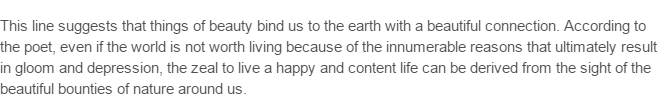 This line suggests that things of beauty bind us to the earth with a beautiful connection. According to
the poet, even if the world is not worth living because of the innumerable reasons that ultimately result
in gloom and depression, the zeal to live a happy and content life can be derived from the sight of the
beautiful bounties of nature around us.